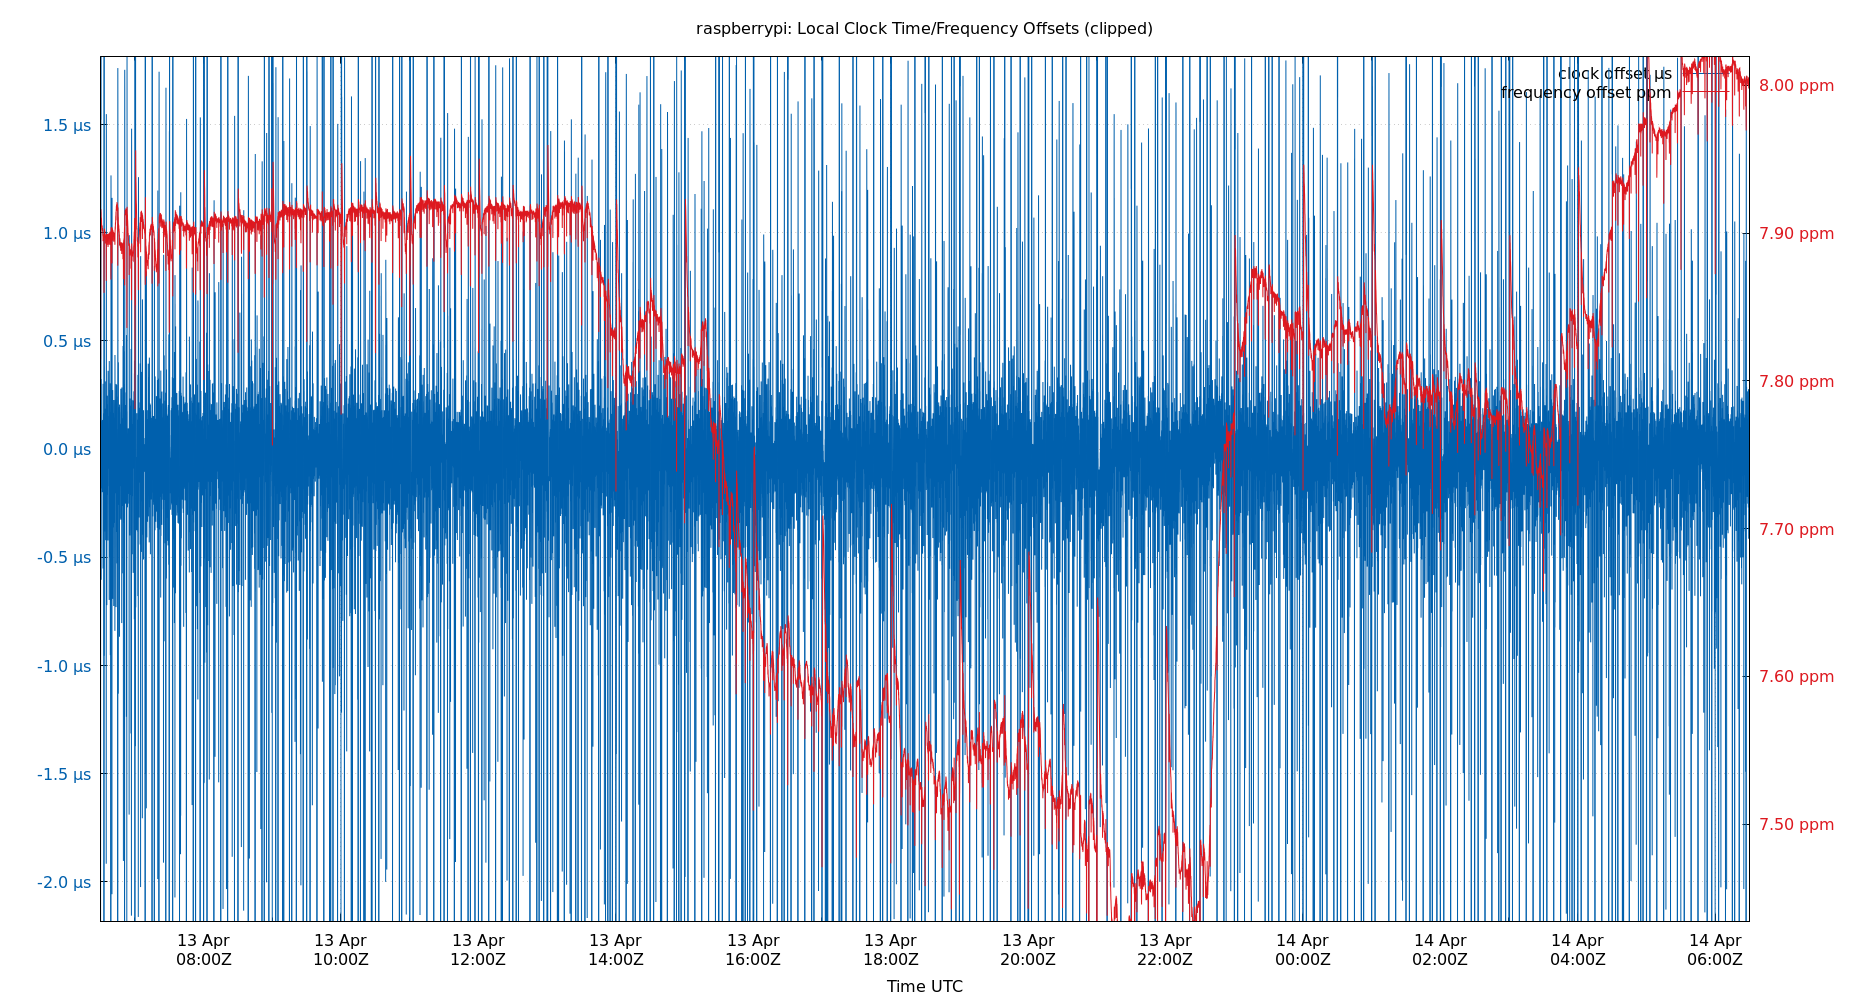 raspberrypi: Local Clock Time/Frequency Offsets (clipped)
clock offset µs
frequency offset ppm
1.5 µs
1.0 µs
0.5 µs
0.0 µs
-0.5 µs
-1.0 µs
-1.5 µs
-2.0 µs
8.00 ppm
7.90 ppm
7.80 ppm
7.70 ppm
7.60 ppm
7.50 ppm
13 Apr
08:00Z
13 Apr
10:00Z
13 Apr
12:00Z
13 Apr
14:00Z
13 Apr
16:00Z
13 Apr
18:00Z
13 Apr
20:00Z
13 Apr
22:00Z
14 Apr
00:00Z
14 Apr
02:00Z
14 Apr
04:00Z
14 Apr
06:00Z
Time UTC